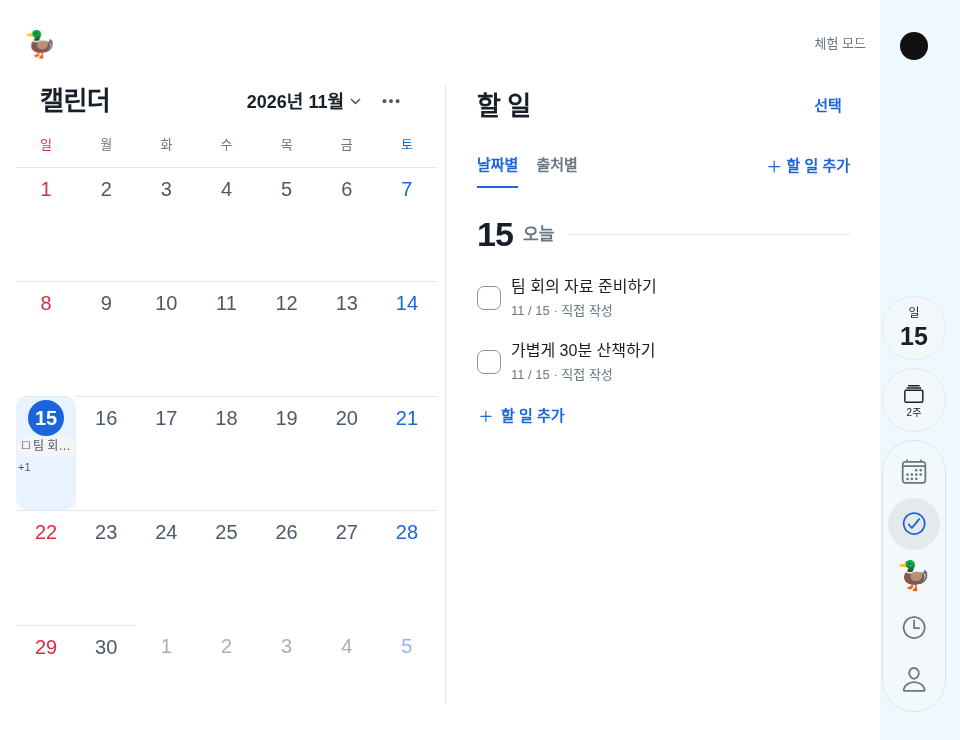 체험 모드
캘린더
2026년 11월
일 월 화 수 목 금 토
1 2 3 4 5 6 7
8 9 10 11 12 13 14
15 16 17 18 19 20 21
팀 회…
+1
22 23 24 25 26 27 28
29 30 1 2 3 4 5
할 일
선택
날짜별 출처별
할 일 추가
15 오늘
팀 회의 자료 준비하기
11 / 15 · 직접 작성
가볍게 30분 산책하기
11 / 15 · 직접 작성
할 일 추가
일
15
2주